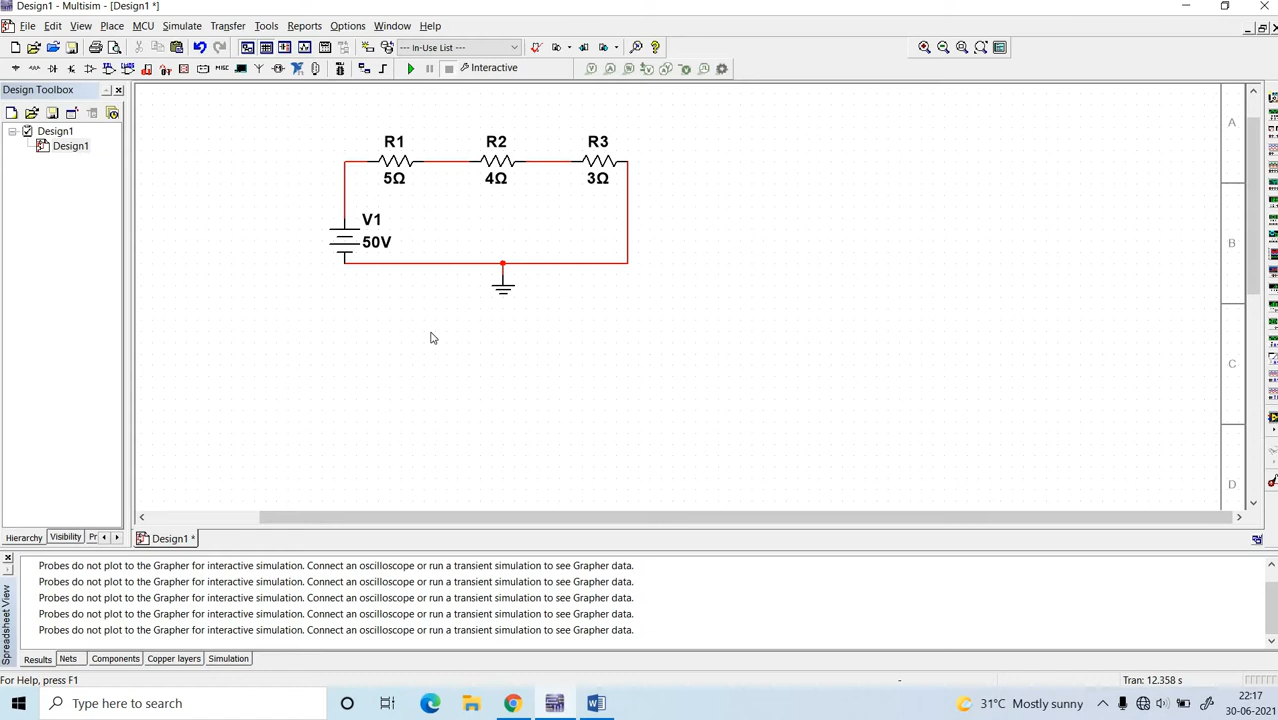 Design1 - Multisim - [Design1 *]
File Edit View Place MCU Simulate Transfer Tools Reports Options Window Help
--- In-Use List ---
MISC
Interactive
Design Toolbox
Design1
Design1
R1
R2
R3
5Ω
4Ω
3Ω
V1
50V
A
B
C
D
Hierarchy Visibility Pr
Design1 *
Probes do not plot to the Grapher for interactive simulation. Connect an oscilloscope or run a transient simulation to see Grapher data.
Probes do not plot to the Grapher for interactive simulation. Connect an oscilloscope or run a transient simulation to see Grapher data.
Probes do not plot to the Grapher for interactive simulation. Connect an oscilloscope or run a transient simulation to see Grapher data.
Probes do not plot to the Grapher for interactive simulation. Connect an oscilloscope or run a transient simulation to see Grapher data.
Probes do not plot to the Grapher for interactive simulation. Connect an oscilloscope or run a transient simulation to see Grapher data.
Spreadsheet View
Results Nets Components Copper layers Simulation
For Help, press F1
-
Tran: 12.358 s
Type here to search
31°C Mostly sunny
22:17
30-06-2021